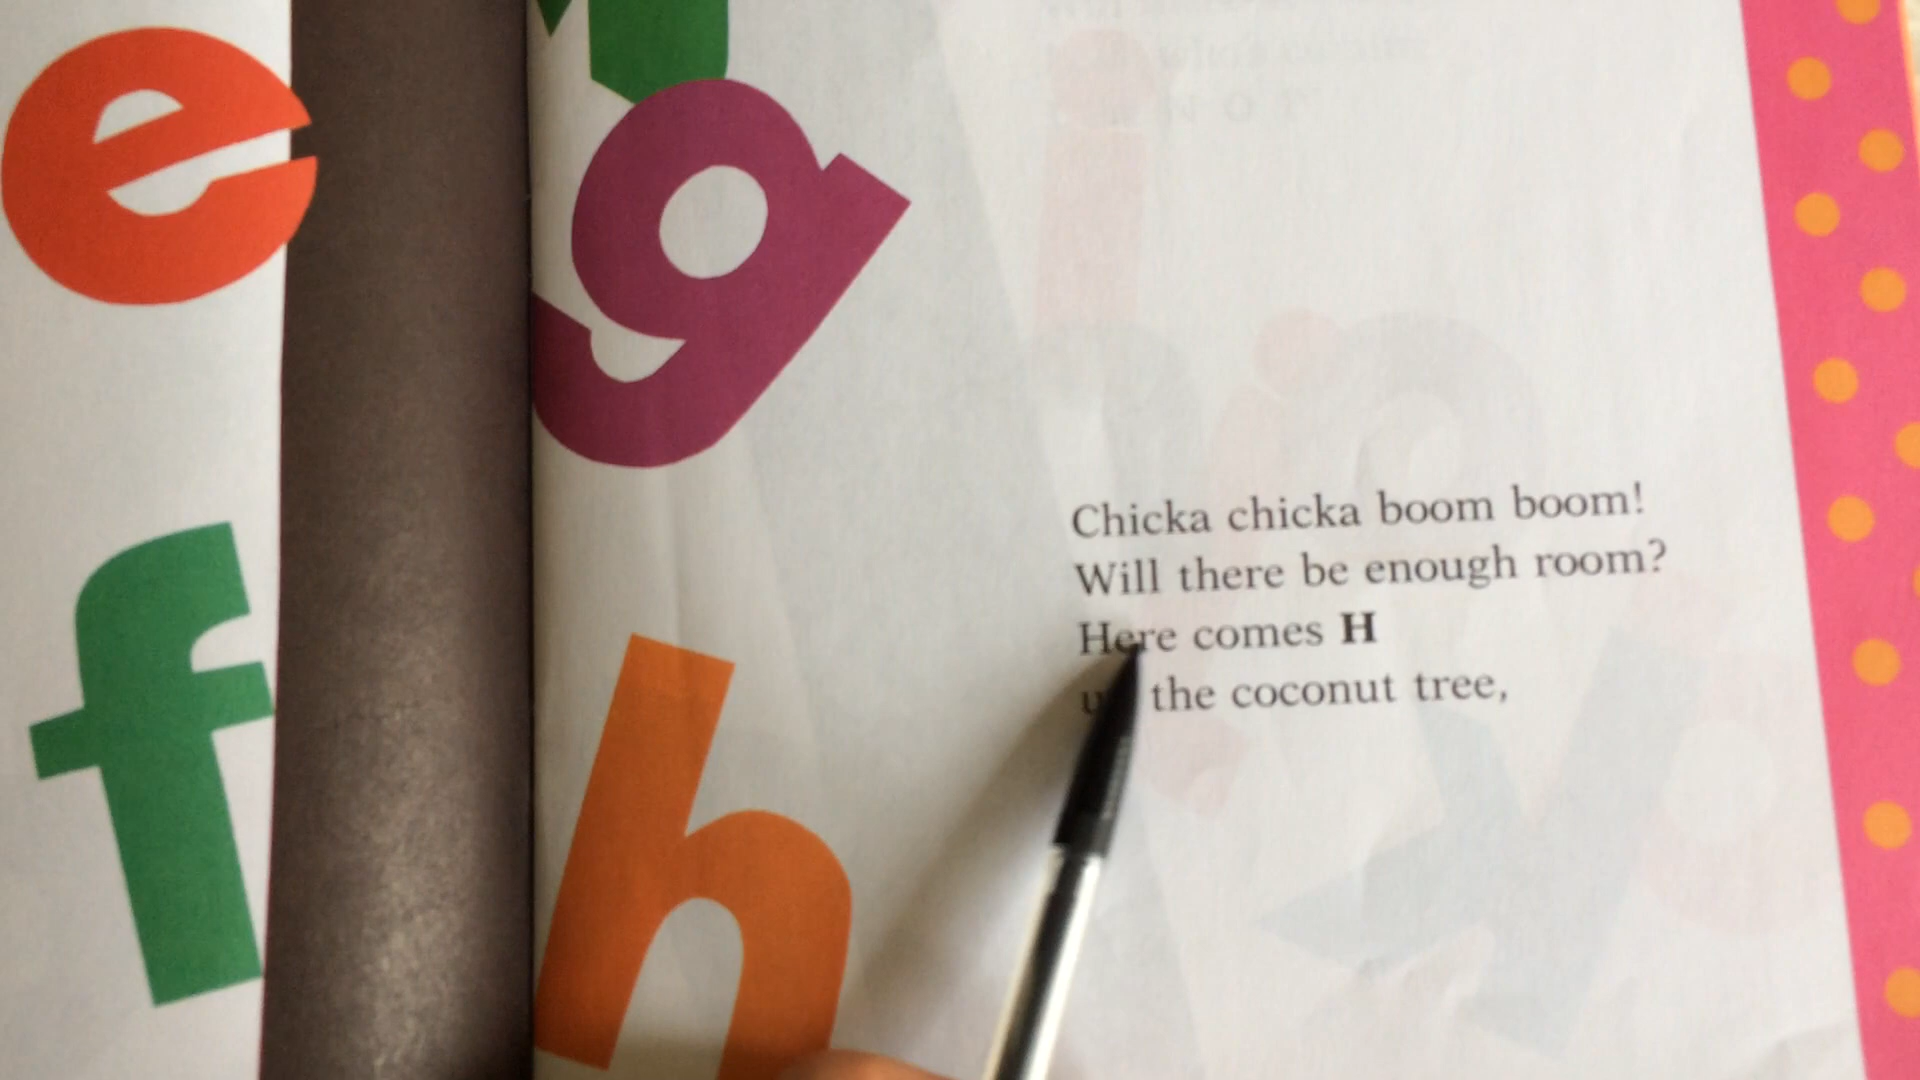 e
f
g
h
Chicka chicka boom boom!
Will there be enough room?
Here comes H
the coconut tree,